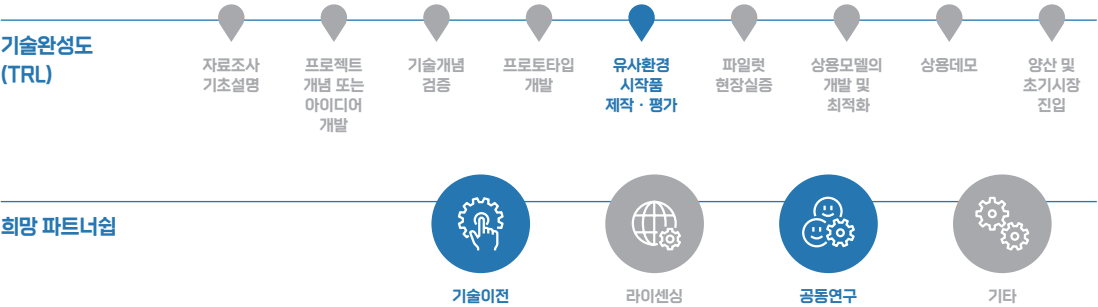 기술완성도
(TRL)
자료조사
기초설명
프로젝트
개념 또는
아이디어
개발
기술개념
검증
프로토타입
개발
유사환경
시작품
제작 · 평가
파일럿
현장실증
상용모델의
개발 및
최적화
상용데모
양산 및
초기시장
진입
희망 파트너쉽
기술이전
라이센싱
공동연구
기타